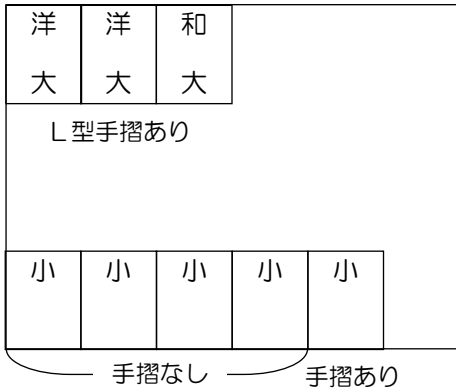 洋 洋 和
大 大 大
L型手摺あり
小 小 小 小 小
手摺なし 手摺あり